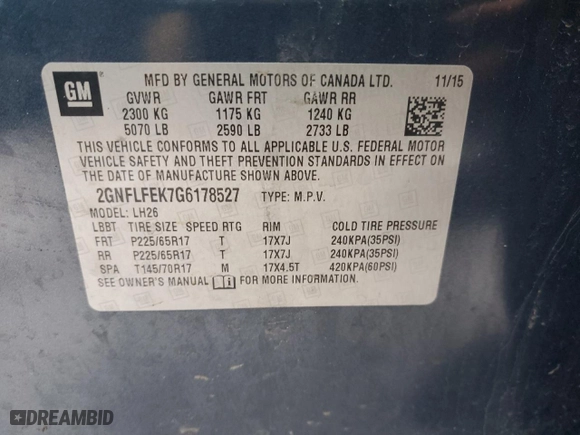 GM
MFD BY GENERAL MOTORS OF CANADA LTD. 11/15
GVWR GAWR FRT GAWR RR
2300 KG 1175 KG 1240 KG
5070 LB 2590 LB 2733 LB
THIS VEHICLE CONFORMS TO ALL APPLICABLE U.S. FEDERAL MOTOR
VEHICLE SAFETY AND THEFT PREVENTION STANDARDS IN EFFECT ON
THE DATE OF MANUFACTURE SHOWN ABOVE.
2GNFLFEK7G6178527 TYPE: M.P.V.
MODEL: LH26
LBBT TIRE SIZE SPEED RTG RIM COLD TIRE PRESSURE
FRT P225/65R17 T 17X7J 240KPA(35PSI)
RR P225/65R17 T 17X7J 240KPA(35PSI)
SPA T145/70R17 M 17X4.5T 420KPA(60PSI)
SEE OWNER'S MANUAL FOR MORE INFORMATION.
DREAMBID